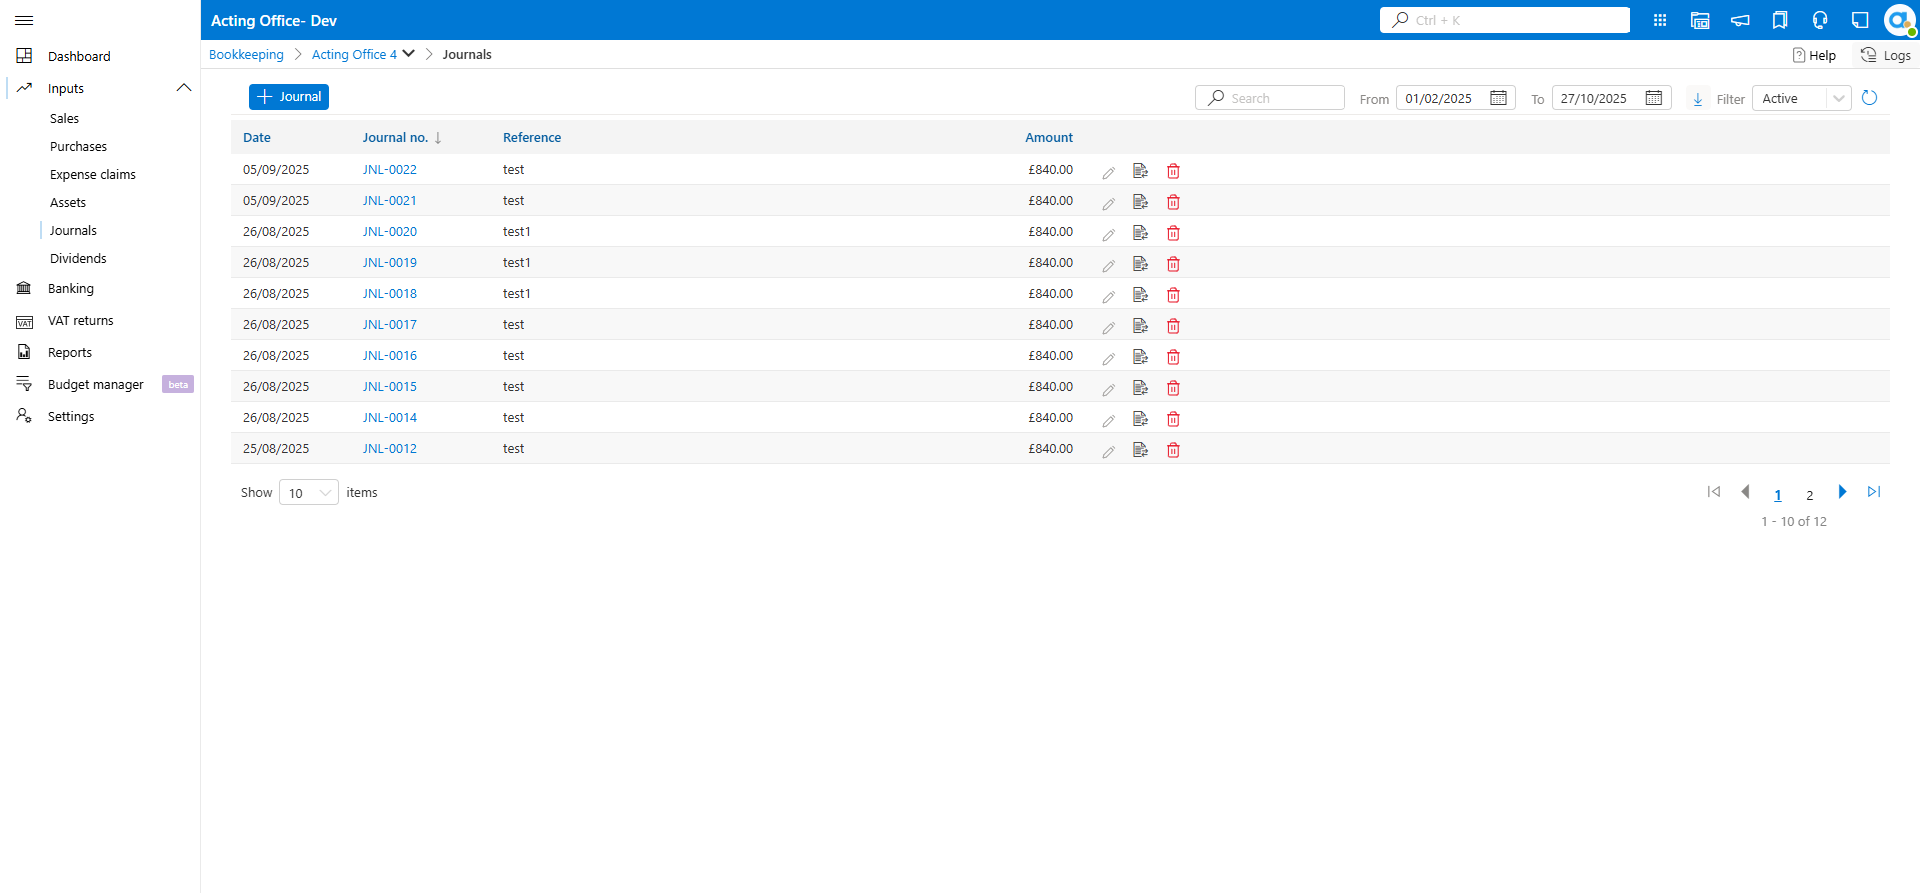 Acting Office- Dev
Ctrl + K
Bookkeeping
Acting Office 4
Journals
Help
Logs
Dashboard
Inputs
Sales
Purchases
Expense claims
Assets
Journals
Dividends
Banking
VAT returns
Reports
Budget manager beta
Settings
Journal
Search
From 01/02/2025
To 27/10/2025
Filter Active
Date Journal no. Reference Amount
05/09/2025 JNL-0022 test £840.00
05/09/2025 JNL-0021 test £840.00
26/08/2025 JNL-0020 test1 £840.00
26/08/2025 JNL-0019 test1 £840.00
26/08/2025 JNL-0018 test1 £840.00
26/08/2025 JNL-0017 test £840.00
26/08/2025 JNL-0016 test £840.00
26/08/2025 JNL-0015 test £840.00
26/08/2025 JNL-0014 test £840.00
25/08/2025 JNL-0012 test £840.00
Show 10 items
1 2
1 - 10 of 12